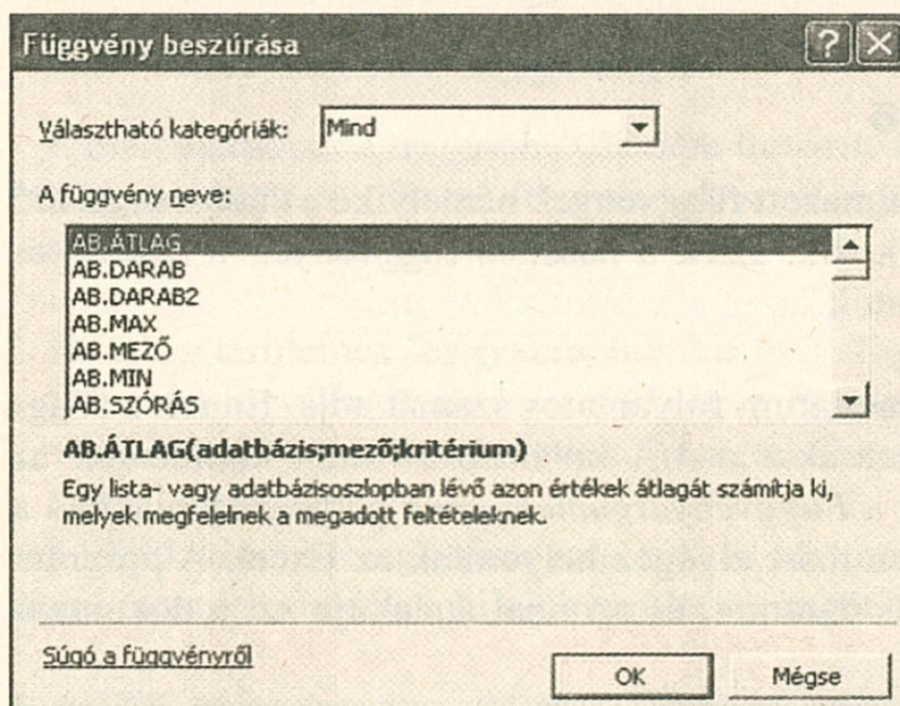 Függvény beszúrása
Választható kategóriák: Mind
A függvény neve:
AB.ÁTLAG
AB.DARAB
AB.DARAB2
AB.MAX
AB.MEZŐ
AB.MIN
AB.SZÓRÁS
AB.ÁTLAG(adatbázis;mező;kritérium)
Egy lista- vagy adatbázisoszlopban lévő azon értékek átlagát számítja ki,
melyek megfelelnek a megadott feltételeknek.
Súgó a függvényről
OK Mégse